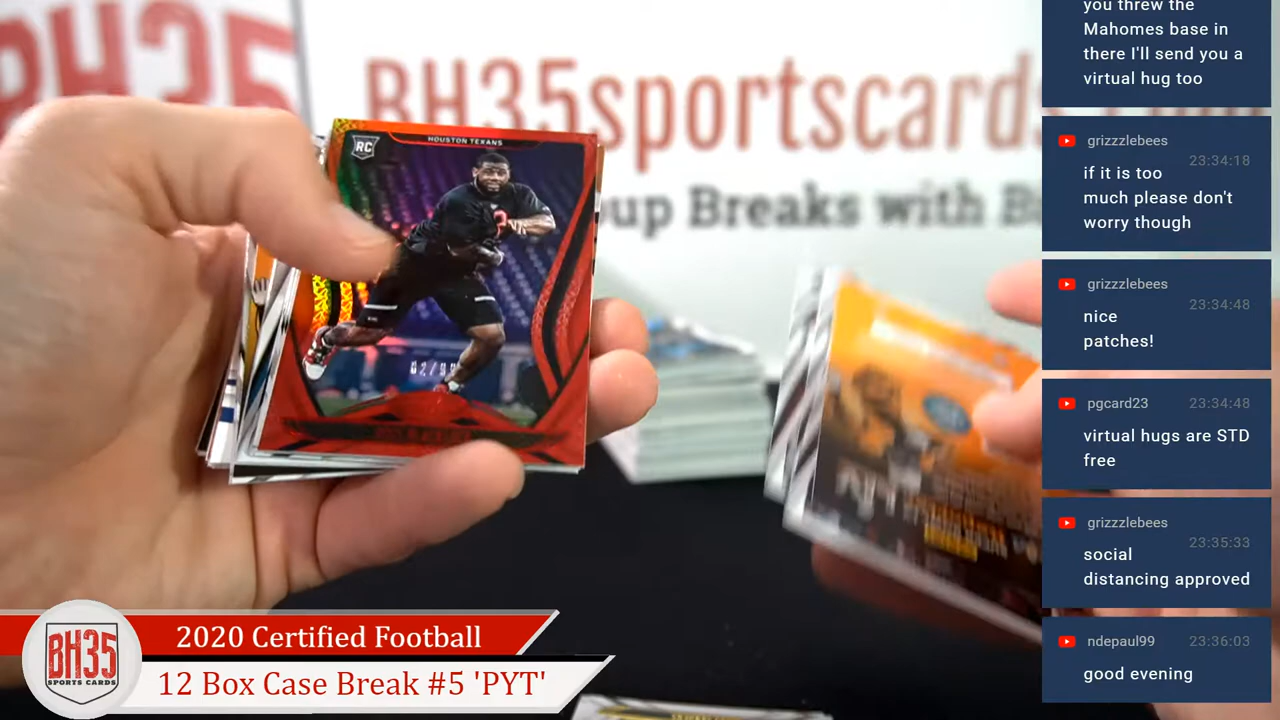 BH35
BH35sportscards
oup Breaks with B
RC
HOUSTON TEXANS
you threw the
Mahomes base in
there I'll send you a
virtual hug too
grizzzlebees
23:34:18
if it is too
much please don't
worry though
grizzzlebees
23:34:48
nice
patches!
pgcard23 23:34:48
virtual hugs are STD
free
grizzzlebees
23:35:33
social
distancing approved
ndepaul99 23:36:03
good evening
BH35
SPORTS CARDS
2020 Certified Football
12 Box Case Break #5 'PYT'